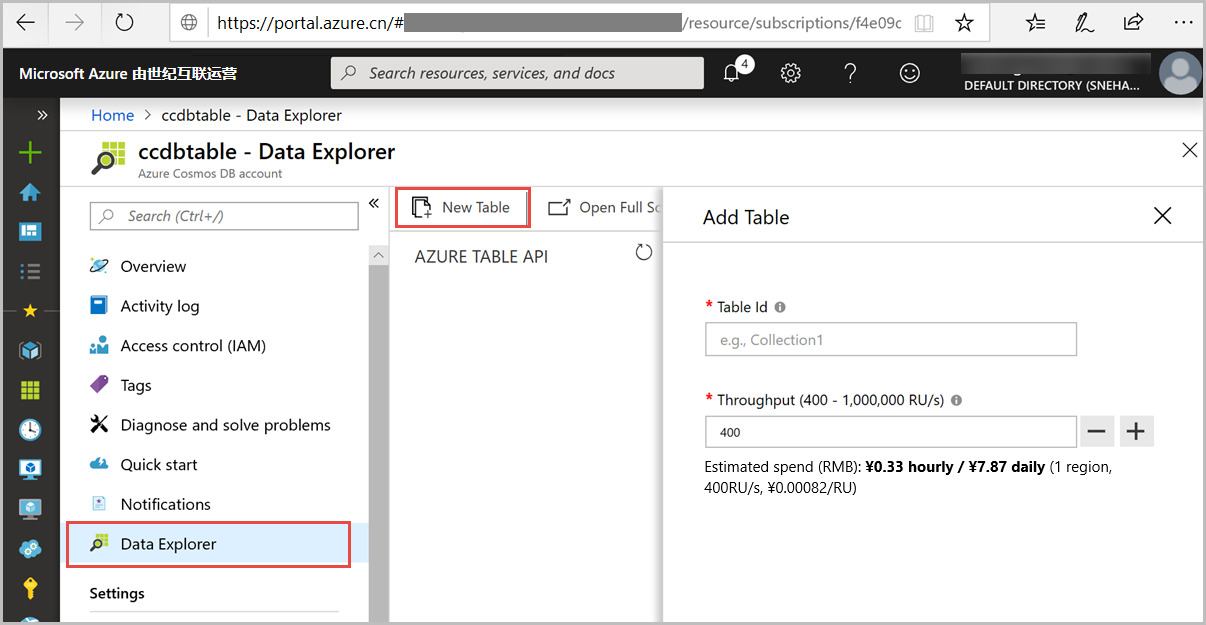 https://portal.azure.cn/# /resource/subscriptions/f4e09c
Microsoft Azure 由世纪互联运营
Search resources, services, and docs
4
DEFAULT DIRECTORY (SNEHA...
Home > ccdbtable - Data Explorer
ccdbtable - Data Explorer
Azure Cosmos DB account
Search (Ctrl+/)
Overview
Activity log
Access control (IAM)
Tags
Diagnose and solve problems
Quick start
Notifications
Data Explorer
Settings
New Table
Open Full Sc
AZURE TABLE API
Add Table
* Table Id
e.g., Collection1
* Throughput (400 - 1,000,000 RU/s)
400
Estimated spend (RMB): ¥0.33 hourly / ¥7.87 daily (1 region,
400RU/s, ¥0.00082/RU)